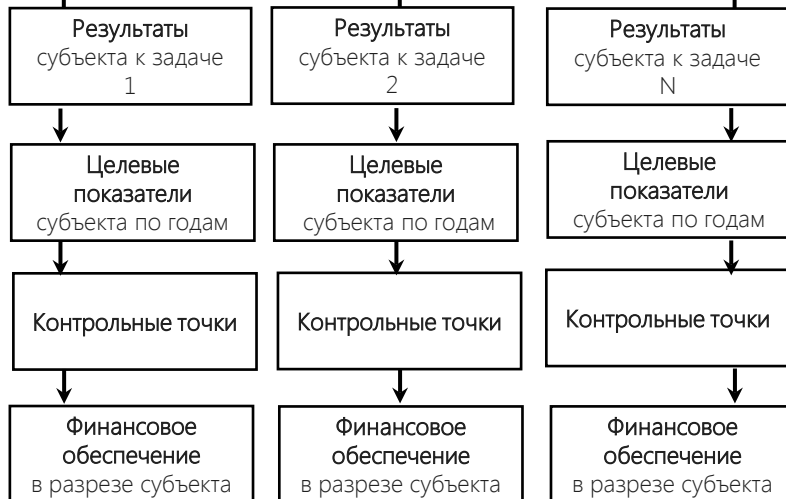 Результаты
субъекта к задаче
1
Результаты
субъекта к задаче
2
Результаты
субъекта к задаче
N
Целевые
показатели
субъекта по годам
Целевые
показатели
субъекта по годам
Целевые
показатели
субъекта по годам
Контрольные точки
Контрольные точки
Контрольные точки
Финансовое
обеспечение
в разрезе субъекта
Финансовое
обеспечение
в разрезе субъекта
Финансовое
обеспечение
в разрезе субъекта